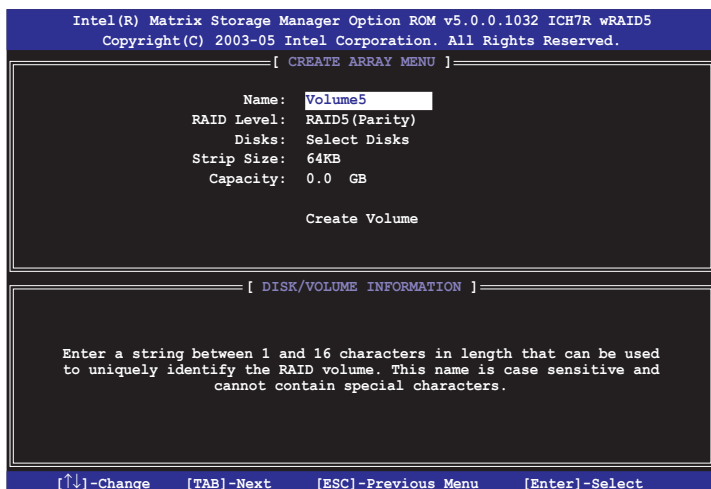 Intel(R) Matrix Storage Manager Option ROM v5.0.0.1032 ICH7R wRAID5
Copyright(C) 2003-05 Intel Corporation. All Rights Reserved.
[ CREATE ARRAY MENU ]
Name: Volume5
RAID Level: RAID5(Parity)
Disks: Select Disks
Strip Size: 64KB
Capacity: 0.0 GB
Create Volume
[ DISK/VOLUME INFORMATION ]
Enter a string between 1 and 16 characters in length that can be used
to uniquely identify the RAID volume. This name is case sensitive and
cannot contain special characters.
[↑↓]-Change [TAB]-Next [ESC]-Previous Menu [Enter]-Select